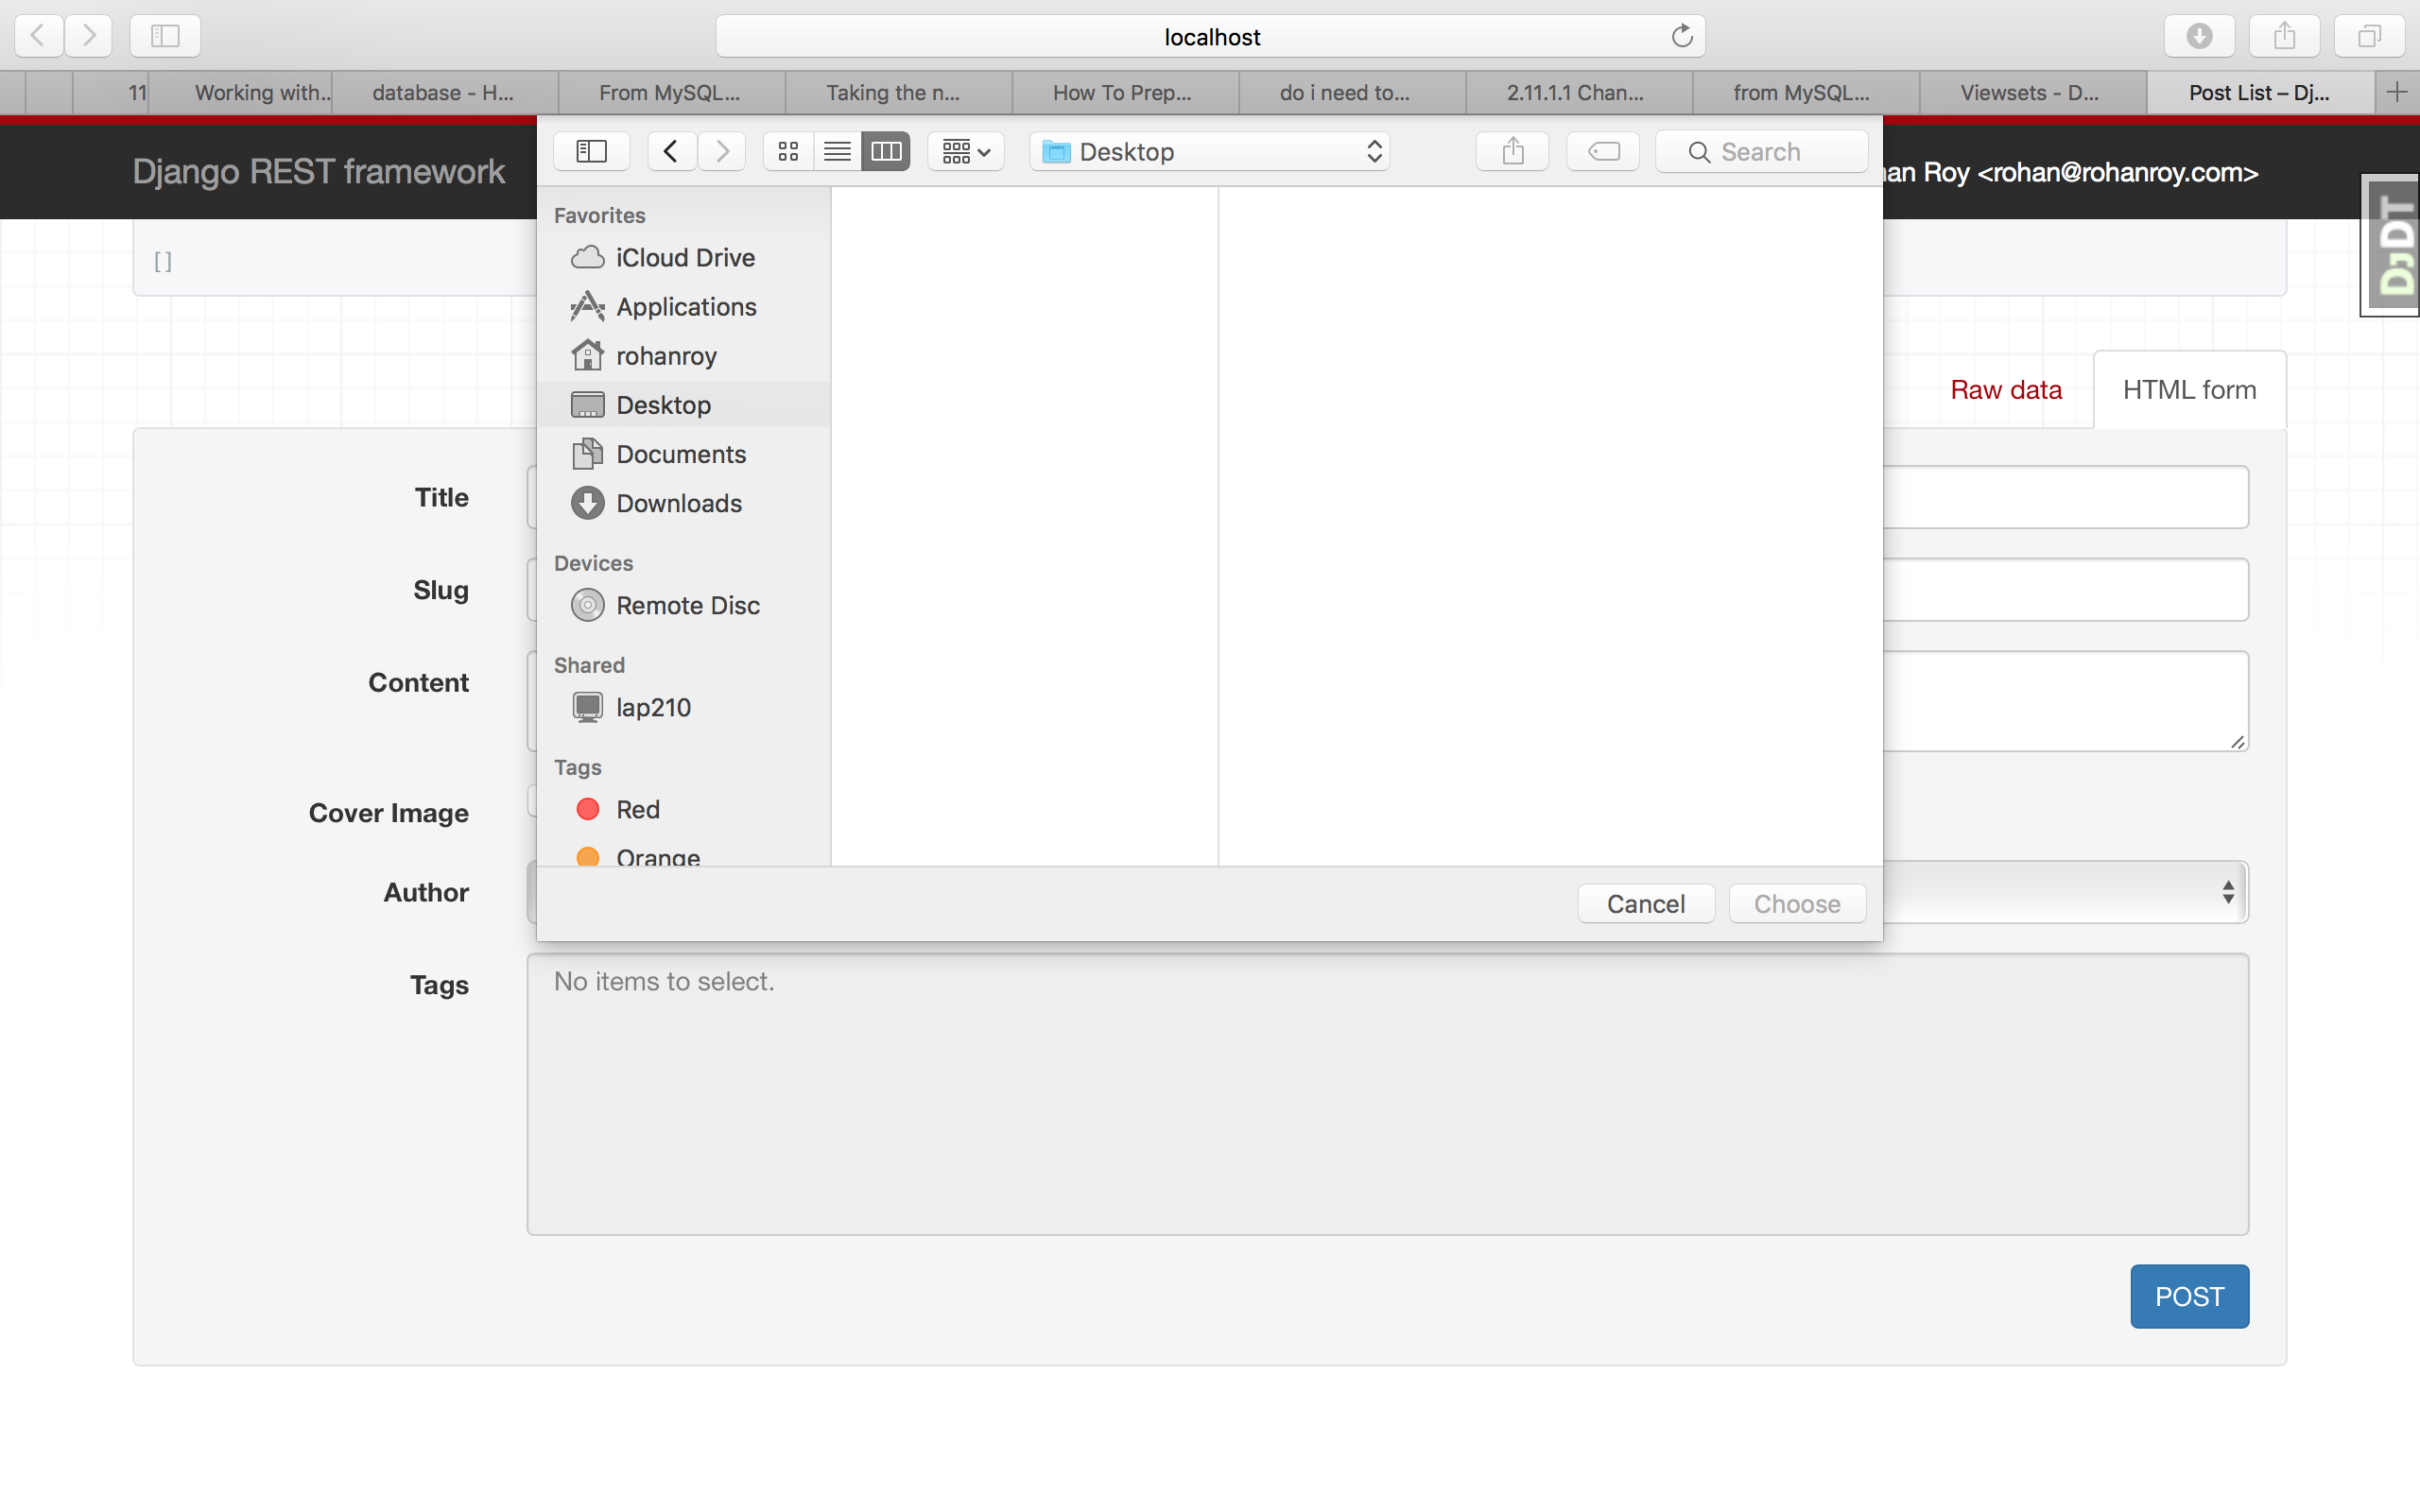 localhost
11
Working with...
database - H...
From MySQL...
Taking the n...
How To Prep...
do i need to...
2.11.1.1 Chan...
from MySQL...
Viewsets - D...
Post List – Dj...
Django REST framework
Desktop
Search
an Roy <rohan@rohanroy.com>
DJDT
[]
Favorites
iCloud Drive
Applications
rohanroy
Desktop
Documents
Downloads
Devices
Remote Disc
Shared
lap210
Tags
Red
Orange
Cancel
Choose
Raw data
HTML form
Title
Slug
Content
Cover Image
Author
Tags
No items to select.
POST